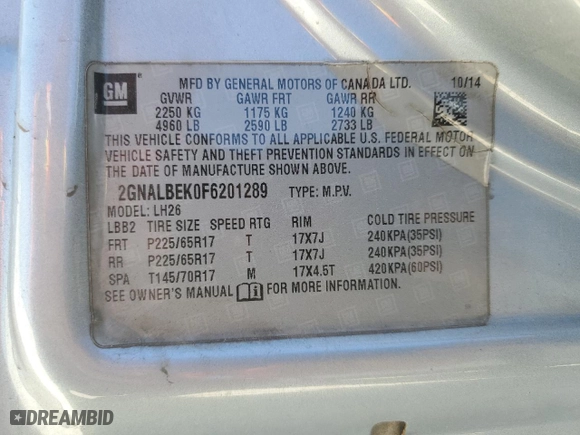 GM
MFD BY GENERAL MOTORS OF CANADA LTD. 10/14
GVWR GAWR FRT GAWR RR
2250 KG 1175 KG 1240 KG
4960 LB 2590 LB 2733 LB
THIS VEHICLE CONFORMS TO ALL APPLICABLE U.S. FEDERAL MOTOR
VEHICLE SAFETY AND THEFT PREVENTION STANDARDS IN EFFECT ON
THE DATE OF MANUFACTURE SHOWN ABOVE.
2GNALBEK0F6201289 TYPE: M.P.V.
MODEL: LH26
LBB2 TIRE SIZE SPEED RTG RIM COLD TIRE PRESSURE
FRT P225/65R17 T 17X7J 240KPA(35PSI)
RR P225/65R17 T 17X7J 240KPA(35PSI)
SPA T145/70R17 M 17X4.5T 420KPA(60PSI)
SEE OWNER'S MANUAL FOR MORE INFORMATION.
DREAMBID